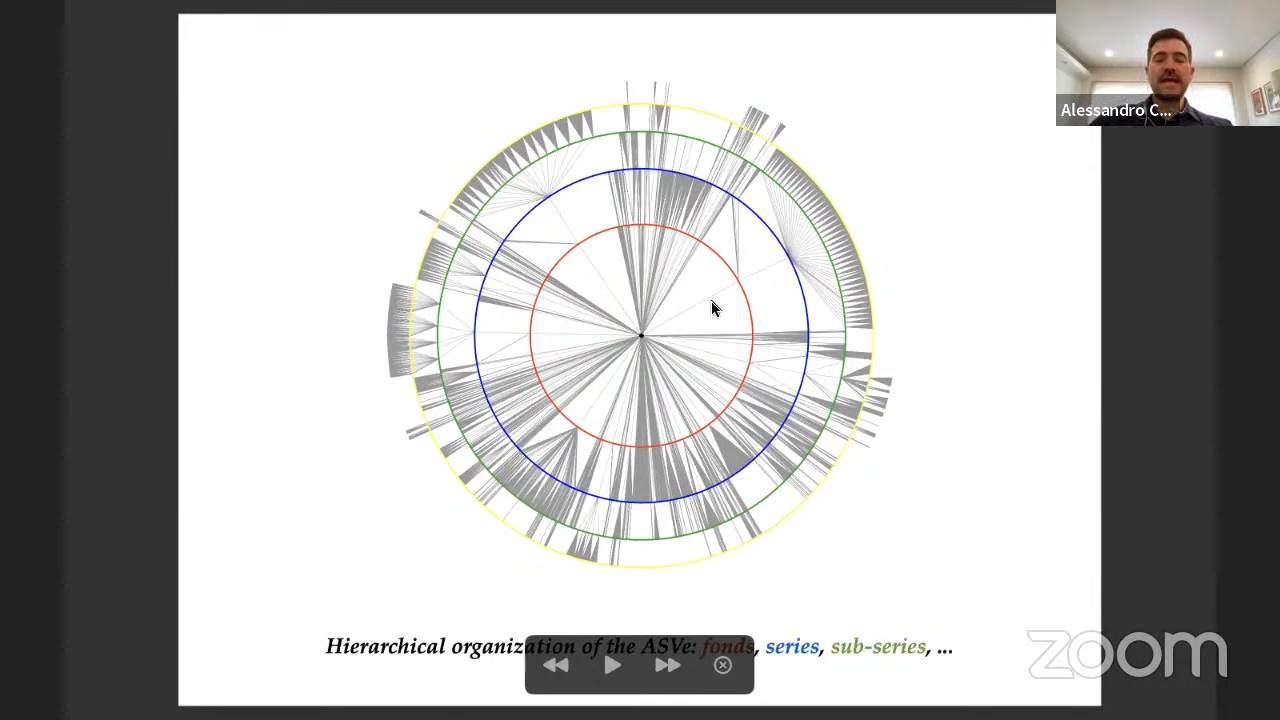 Alessandro C...
Hierarchical organization of the ASVe: fonds, series, sub-series, ...
zoom